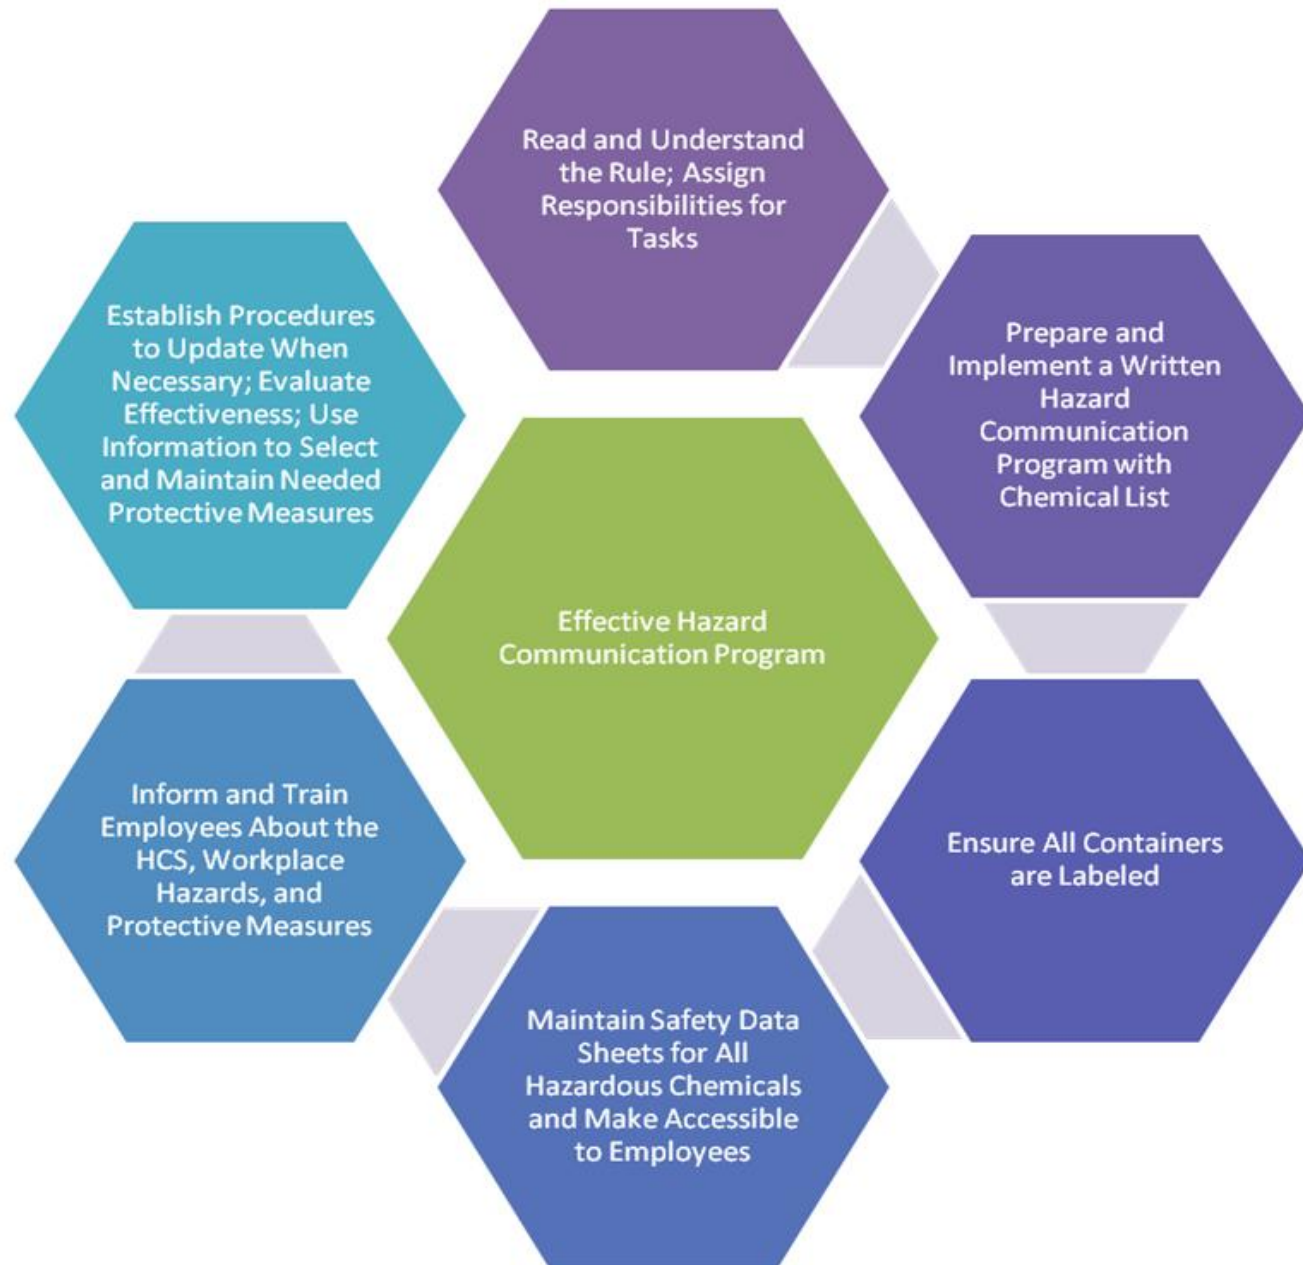 Read and Understand
the Rule; Assign
Responsibilities for
Tasks
Prepare and
Implement a Written
Hazard
Communication
Program with
Chemical List
Ensure All Containers
are Labeled
Maintain Safety Data
Sheets for All
Hazardous Chemicals
and Make Accessible
to Employees
Inform and Train
Employees About the
HCS, Workplace
Hazards, and
Protective Measures
Establish Procedures
to Update When
Necessary; Evaluate
Effectiveness; Use
Information to Select
and Maintain Needed
Protective Measures
Effective Hazard
Communication Program